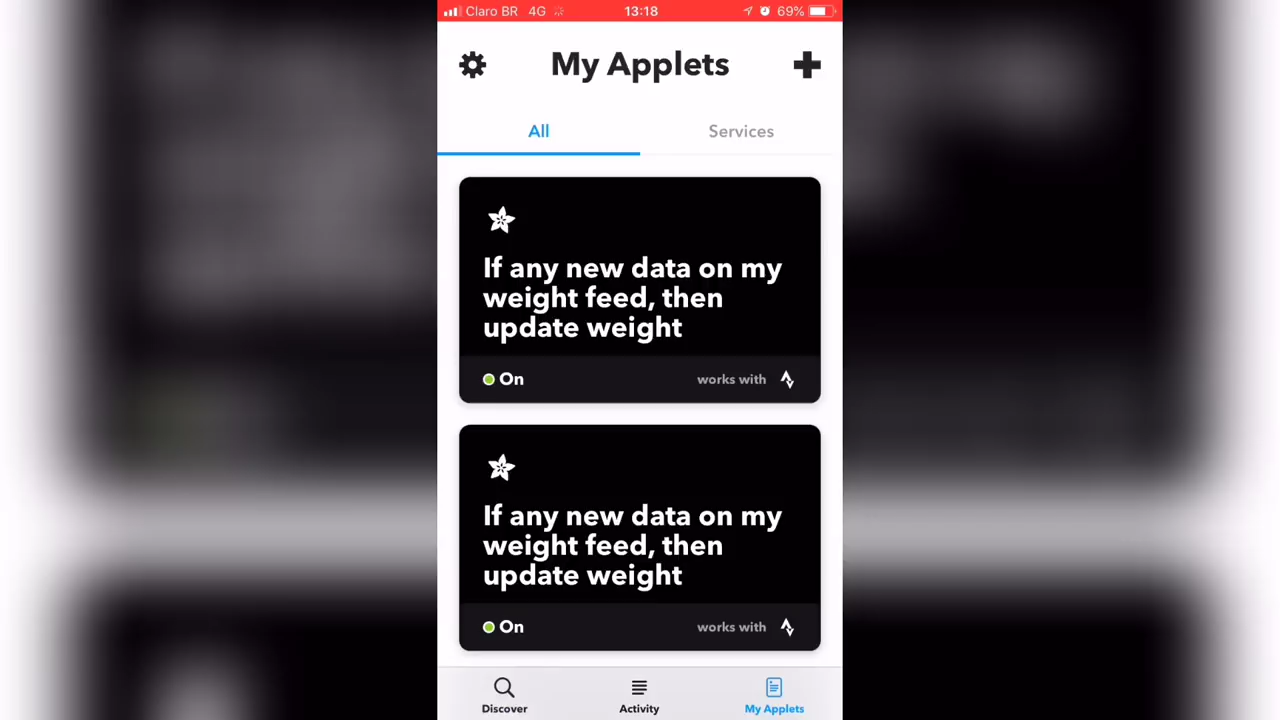 Claro BR 4G 13:18 69%
My Applets
All Services
If any new data on my
weight feed, then
update weight
On works with
If any new data on my
weight feed, then
update weight
On works with
Discover Activity My Applets